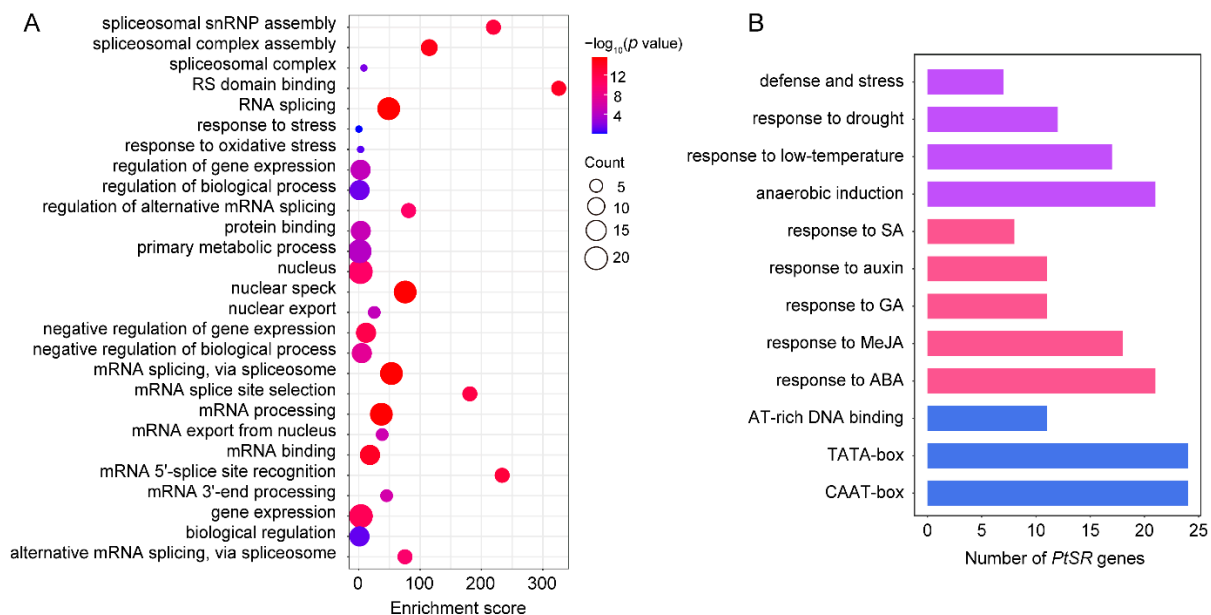 A
spliceosomal snRNP assembly
spliceosomal complex assembly
spliceosomal complex
RS domain binding
RNA splicing
response to stress
response to oxidative stress
regulation of gene expression
regulation of biological process
regulation of alternative mRNA splicing
protein binding
primary metabolic process
nucleus
nuclear speck
nuclear export
negative regulation of gene expression
negative regulation of biological process
mRNA splicing, via spliceosome
mRNA splice site selection
mRNA processing
mRNA export from nucleus
mRNA binding
mRNA 5'-splice site recognition
mRNA 3'-end processing
gene expression
biological regulation
alternative mRNA splicing, via spliceosome
0 100 200 300
Enrichment score
−log₁₀(p value)
12
8
4
Count
5
10
15
20
B
defense and stress
response to drought
response to low-temperature
anaerobic induction
response to SA
response to auxin
response to GA
response to MeJA
response to ABA
AT-rich DNA binding
TATA-box
CAAT-box
0 5 10 15 20 25
Number of PtSR genes